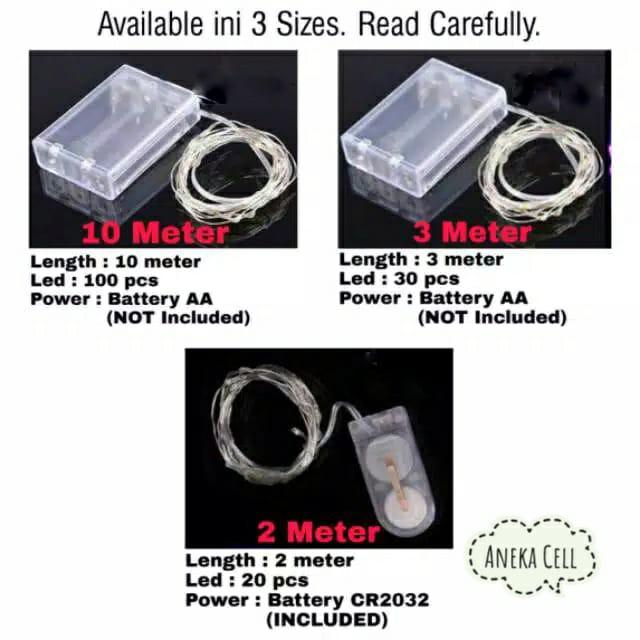 Available ini 3 Sizes. Read Carefully.
10 Meter
Length : 10 meter
Led : 100 pcs
Power : Battery AA
(NOT Included)
3 Meter
Length : 3 meter
Led : 30 pcs
Power : Battery AA
(NOT Included)
2 Meter
Length : 2 meter
Led : 20 pcs
Power : Battery CR2032
(INCLUDED)
ANEKA CELL